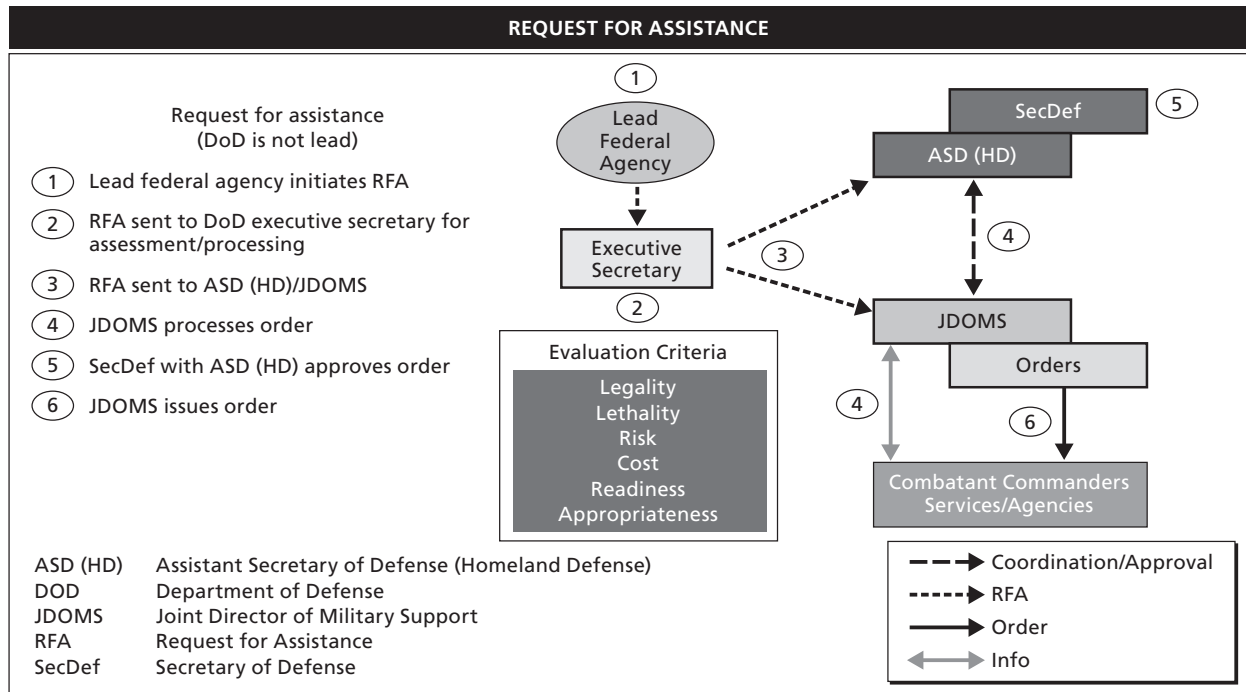 REQUEST FOR ASSISTANCE
Request for assistance
(DoD is not lead)
1 Lead federal agency initiates RFA
2 RFA sent to DoD executive secretary for
assessment/processing
3 RFA sent to ASD (HD)/JDOMS
4 JDOMS processes order
5 SecDef with ASD (HD) approves order
6 JDOMS issues order
1
Lead
Federal
Agency
Executive
Secretary
2
Evaluation Criteria
Legality
Lethality
Risk
Cost
Readiness
Appropriateness
3
SecDef
5
ASD (HD)
4
JDOMS
Orders
4
6
Combatant Commanders
Services/Agencies
ASD (HD) Assistant Secretary of Defense (Homeland Defense)
DOD Department of Defense
JDOMS Joint Director of Military Support
RFA Request for Assistance
SecDef Secretary of Defense
Coordination/Approval
RFA
Order
Info